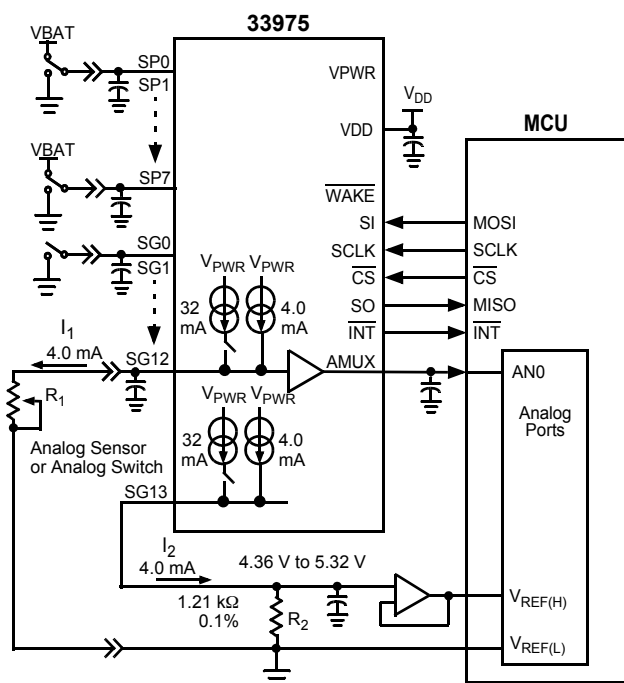 33975
VBAT
SP0
SP1
VPWR
VDD
VDD
MCU
VBAT
SP7
WAKE
SI
MOSI
SCLK
SCLK
CS
CS
SG0
SG1
VPWR
VPWR
SO
MISO
INT
INT
32
mA
4.0
mA
I1
4.0 mA
SG12
AMUX
AN0
R1
Analog
Ports
VPWR
VPWR
Analog Sensor
or Analog Switch
32
mA
4.0
mA
SG13
I2
4.0 mA
4.36 V to 5.32 V
1.21 kΩ
0.1%
R2
VREF(H)
VREF(L)